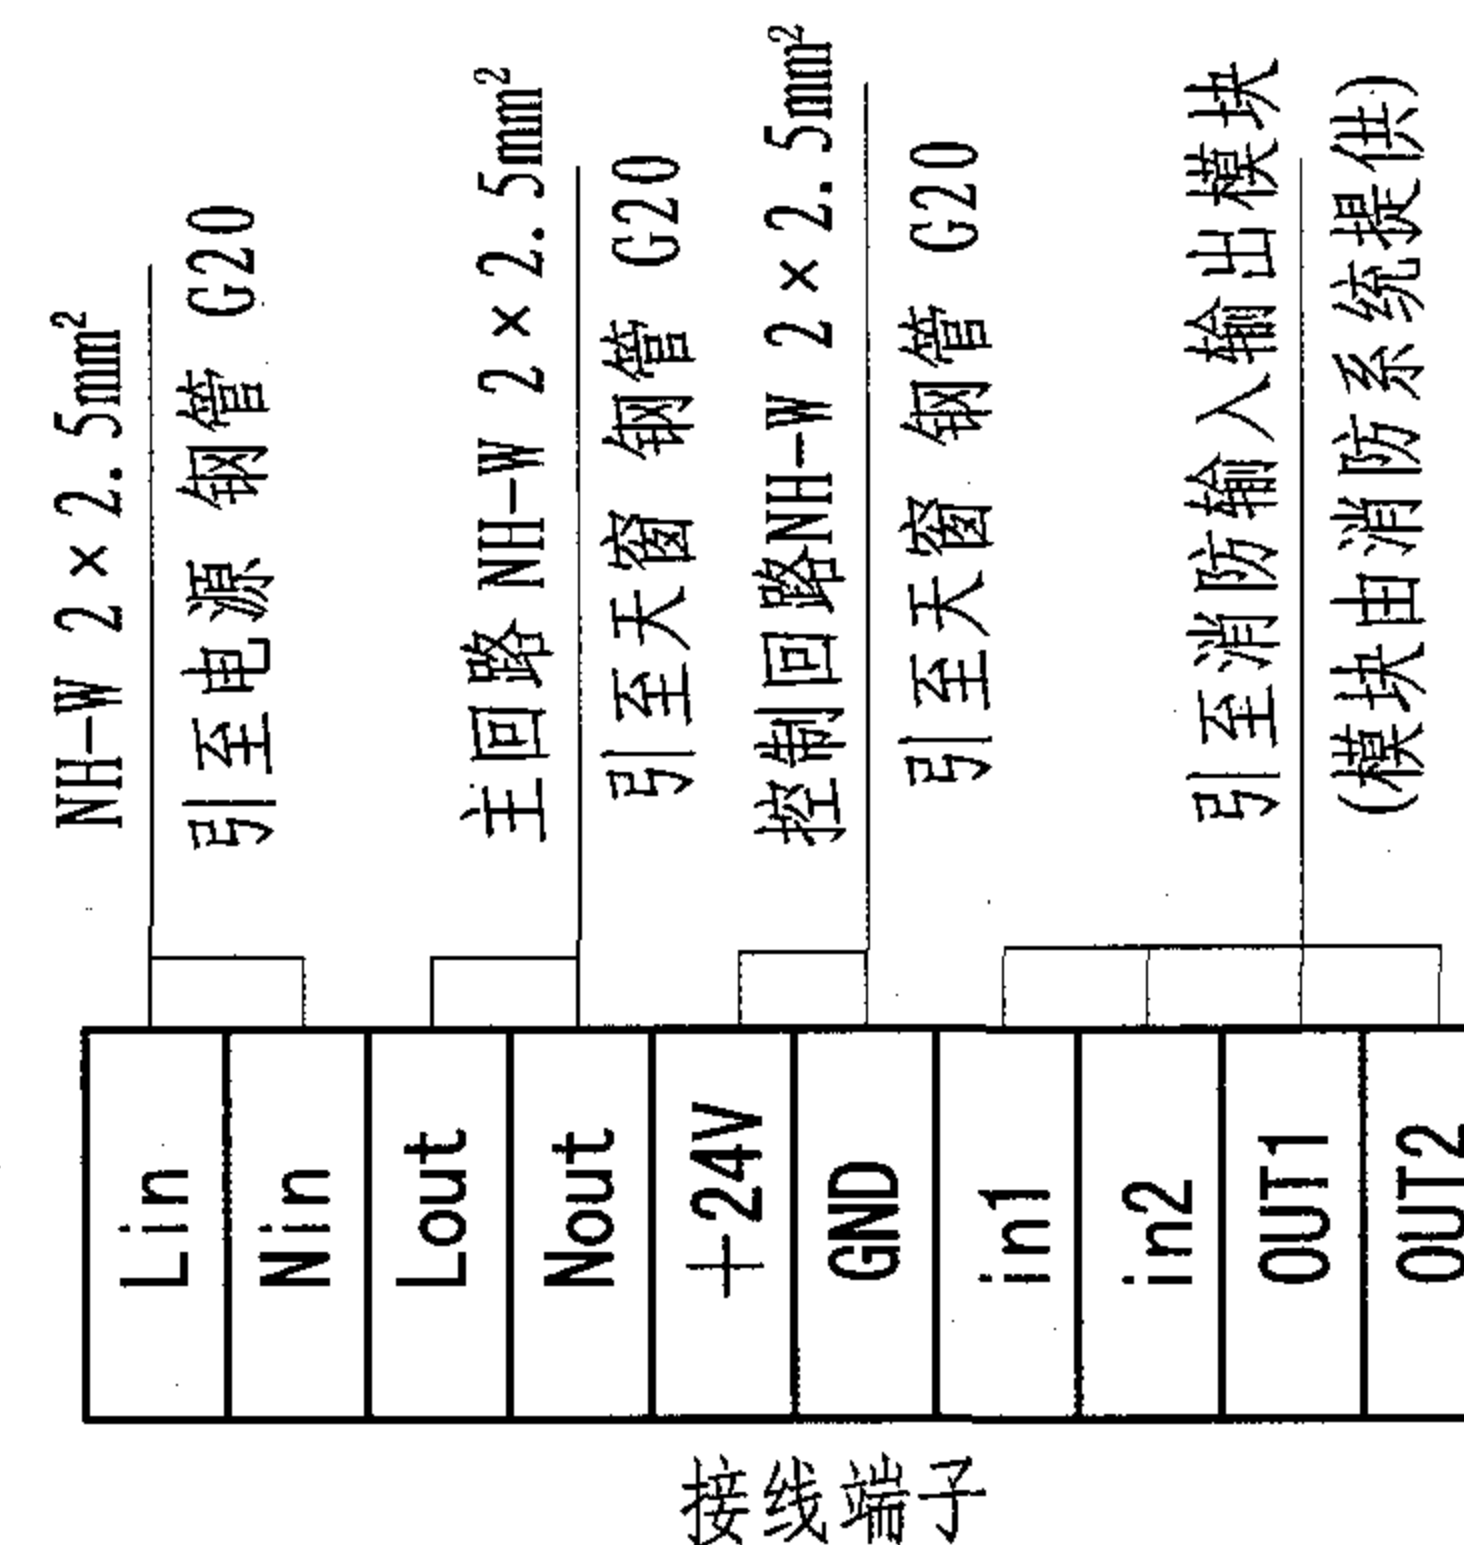 NH-W 2×2.5mm²
引至电源 钢管 G20
主回路 NH-W 2×2.5mm²
引至天窗 钢管 G20
控制回路NH-W 2×2.5mm²
引至天窗 钢管 G20
引至消防输入输出模块
(模块由消防系统提供)
Lin
Nin
Lout
Nout
+24V
GND
in1
in2
OUT1
OUT2
接线端子